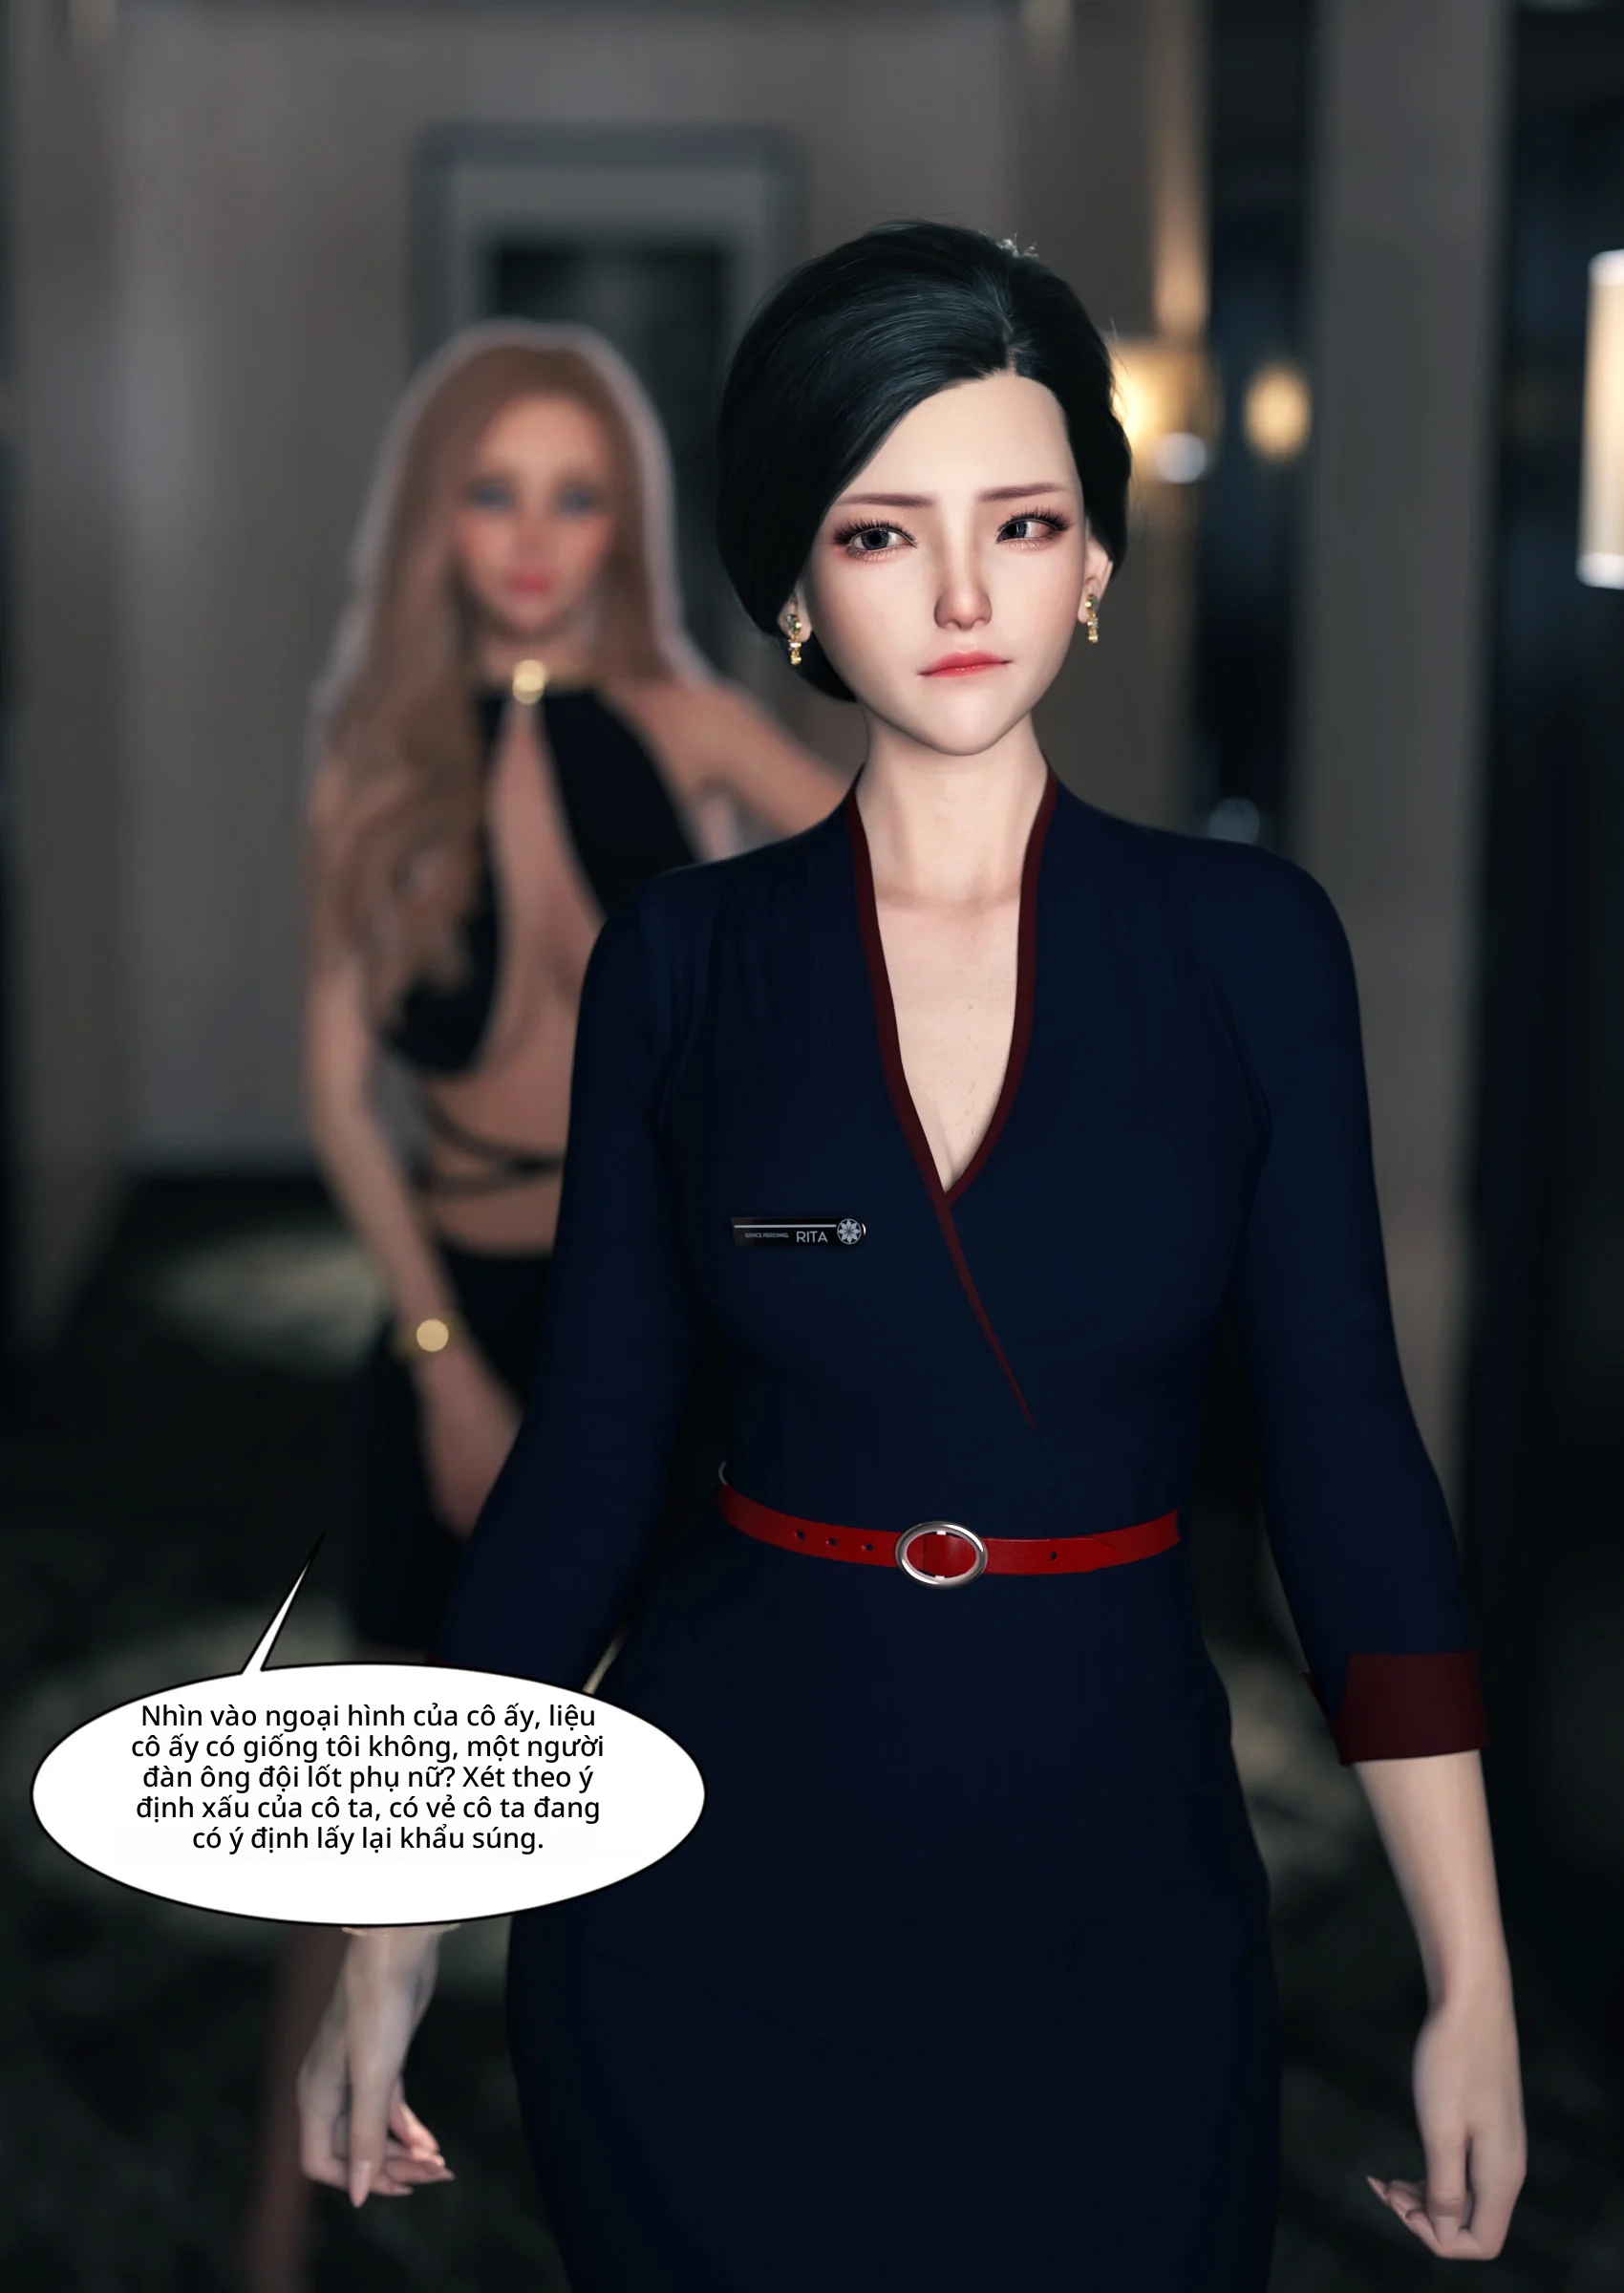 SERVICE PERSONNEL RITA
Nhìn vào ngoại hình của cô ấy, liệu
cô ấy có giống tôi không, một người
đàn ông đội lốt phụ nữ? Xét theo ý
định xấu của cô ta, có vẻ cô ta đang
có ý định lấy lại khẩu súng.